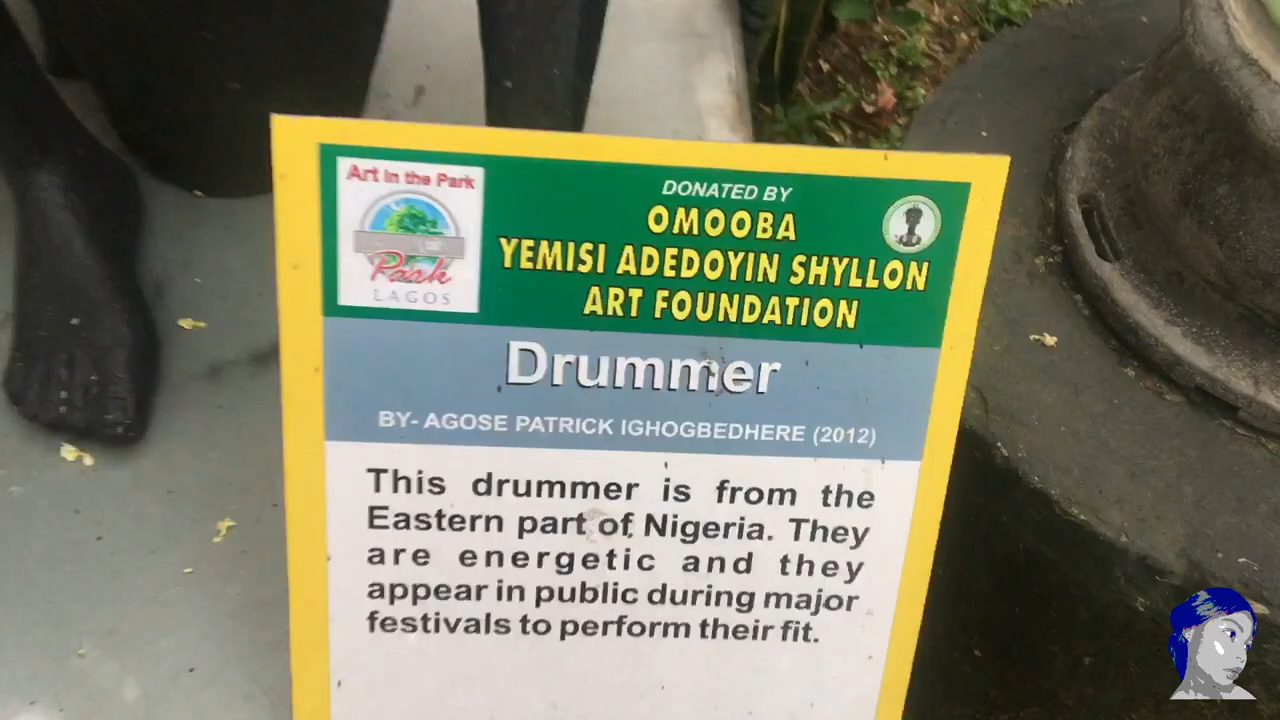 Art in the Park
Park
LAGOS
DONATED BY
OMOOBA
YEMISI ADEDOYIN SHYLLON
ART FOUNDATION
Drummer
BY- AGOSE PATRICK IGHOGBEDHERE (2012)
This drummer is from the
Eastern part of Nigeria. They
are energetic and they
appear in public during major
festivals to perform their fit.